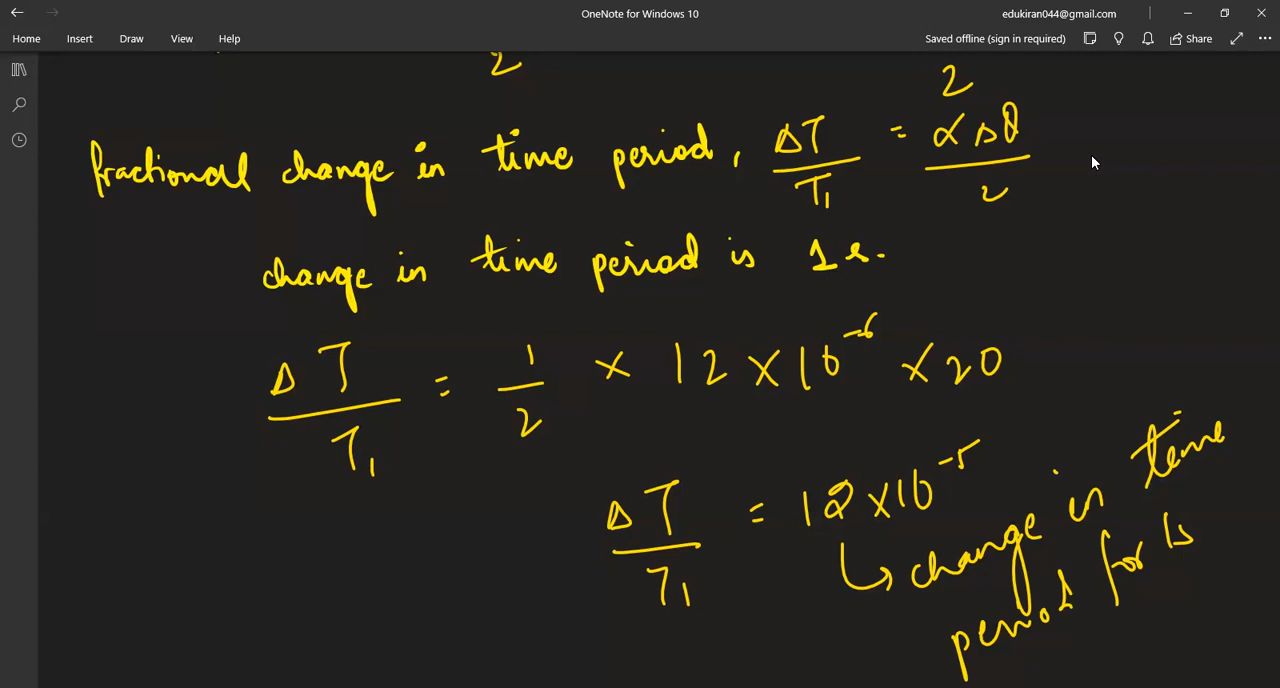 OneNote for Windows 10
edukiran044@gmail.com
Home Insert Draw View Help
Saved offline (sign in required) Share
2
2
fractional change in time period, ΔT/T₁ = αΔθ/2
change in time period is 1s.
ΔT/T₁ = 1/2 × 12 × 10⁻⁶ × 20
ΔT/T₁ = 12×10⁻⁵
↳ change in time
period for 1s